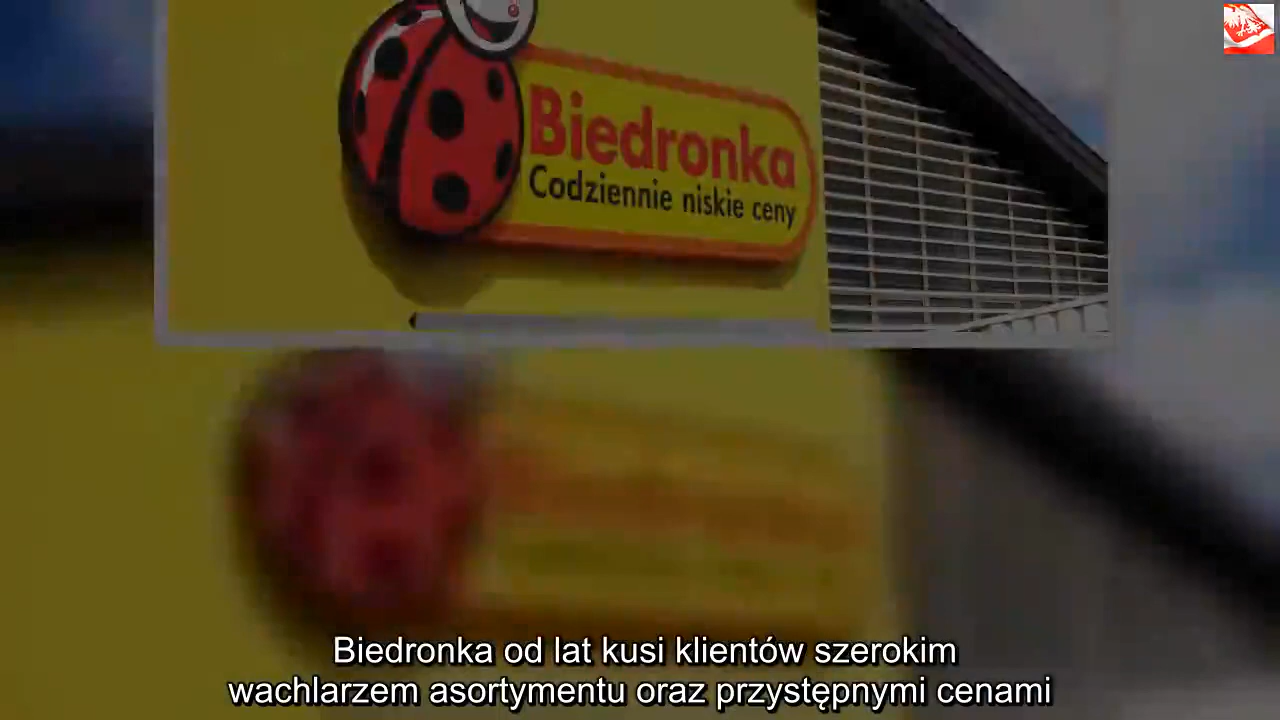 Biedronka
Codziennie niskie ceny
Biedronka od lat kusi klientów szerokim
wachlarzem asortymentu oraz przystępnymi cenami